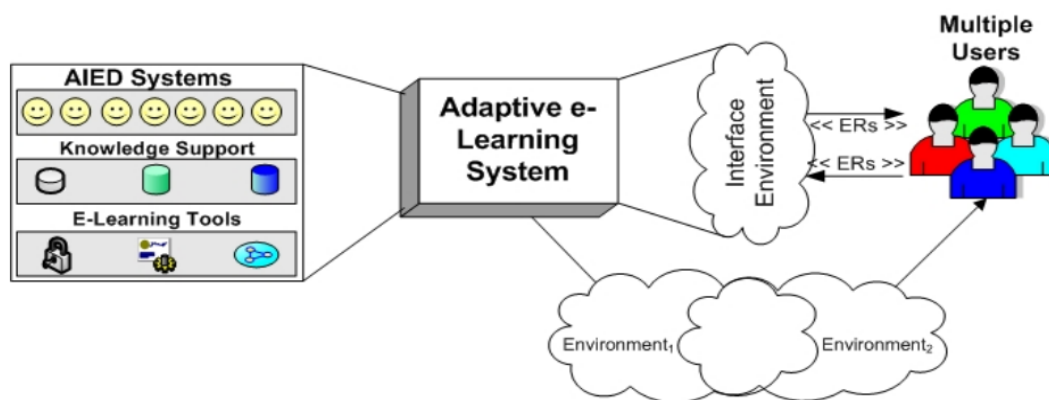 AIED Systems
Knowledge Support
E-Learning Tools
Adaptive e-
Learning
System
Interface
Environment
<< ERs >>
<< ERs >>
Multiple
Users
Environment1
Environment2